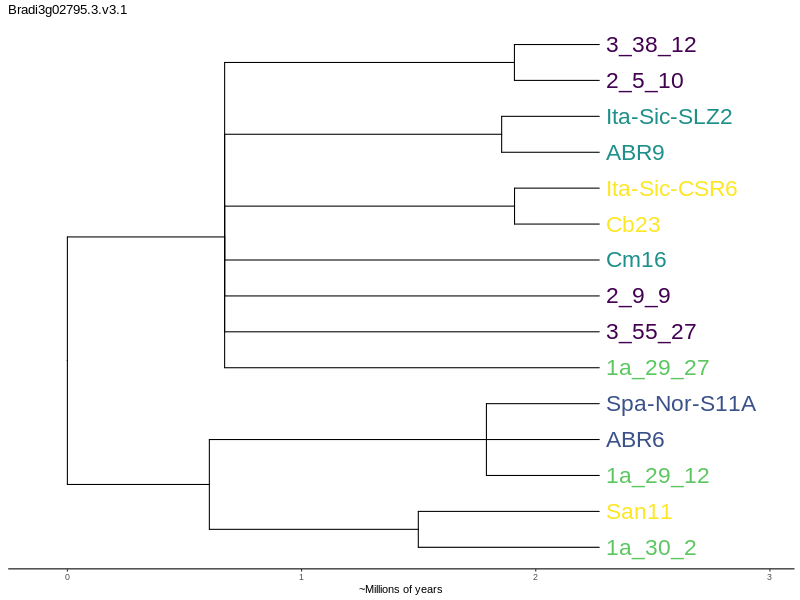 Bradi3g02795.3.v3.1
3_38_12
2_5_10
Ita-Sic-SLZ2
ABR9
Ita-Sic-CSR6
Cb23
Cm16
2_9_9
3_55_27
1a_29_27
Spa-Nor-S11A
ABR6
1a_29_12
San11
1a_30_2
0 1 2 3
~Millions of years